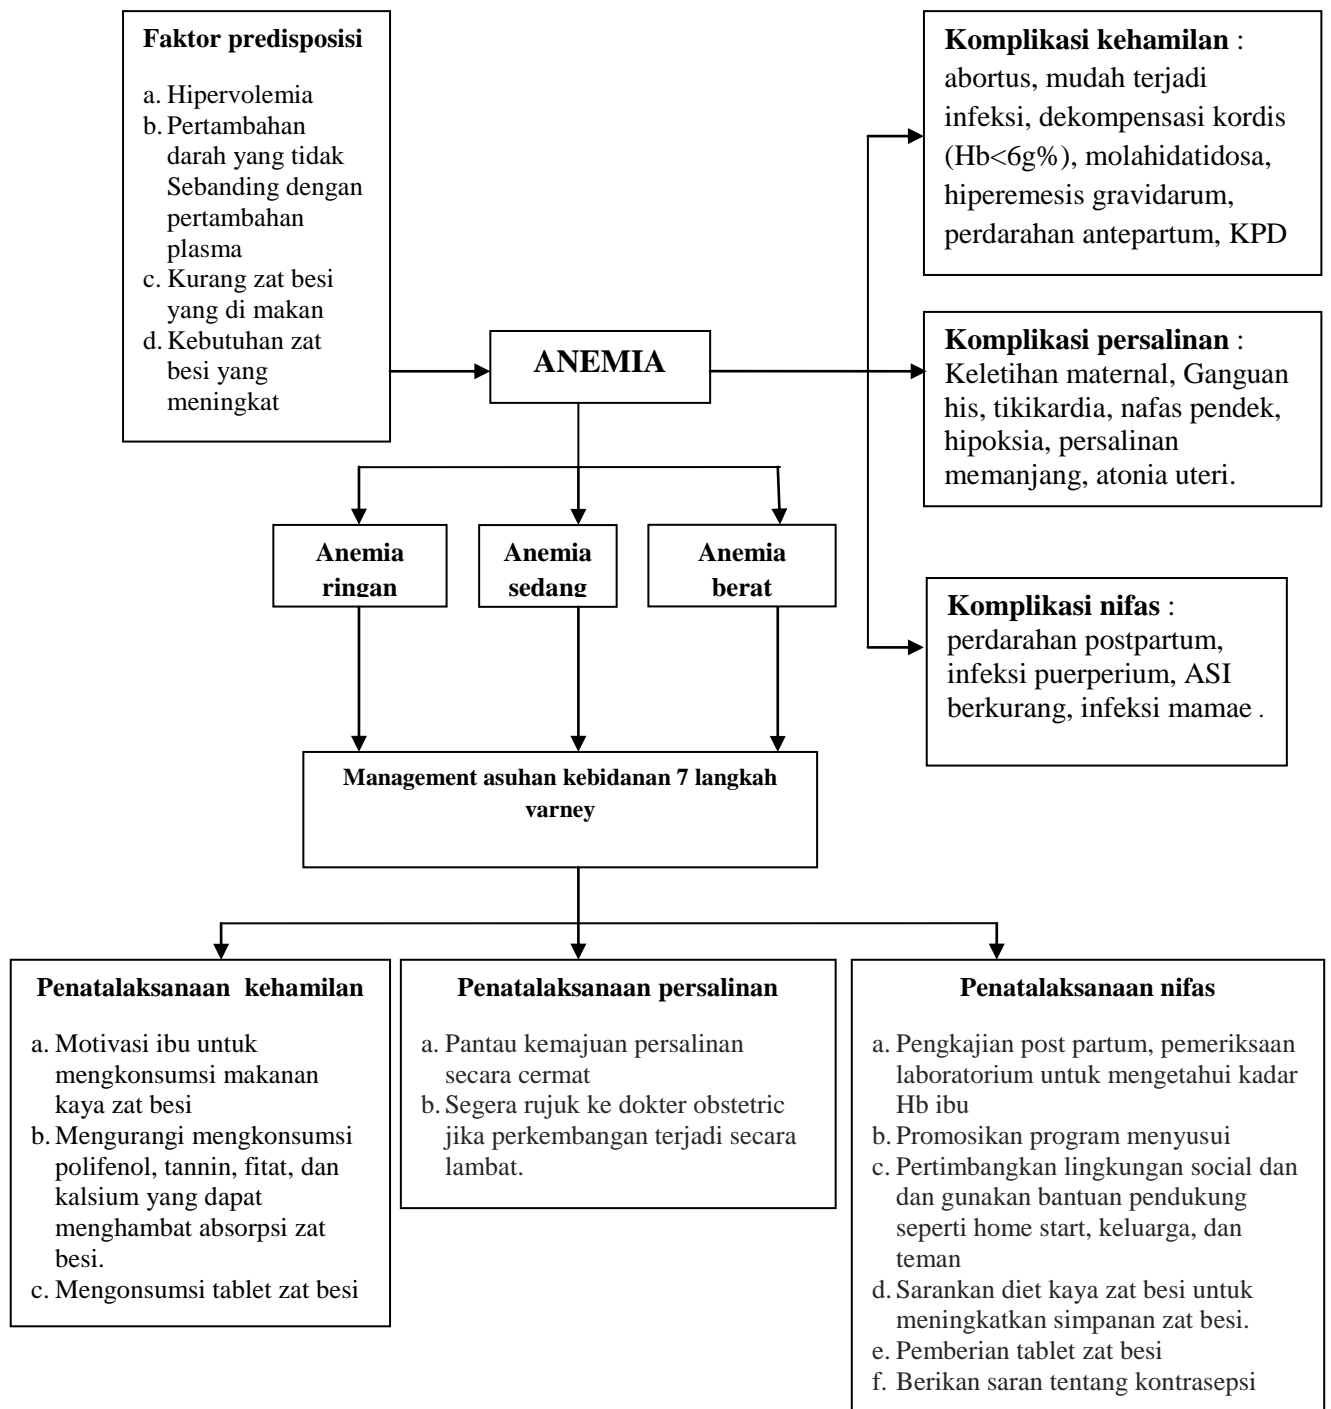 Faktor predisposisi
a. Hipervolemia
b. Pertambahan
darah yang tidak
Sebanding dengan
pertambahan
plasma
c. Kurang zat besi
yang di makan
d. Kebutuhan zat
besi yang
meningkat
ANEMIA
Komplikasi kehamilan :
abortus, mudah terjadi
infeksi, dekompensasi kordis
(Hb<6g%), molahidatidosa,
hiperemesis gravidarum,
perdarahan antepartum, KPD
Komplikasi persalinan :
Keletihan maternal, Ganguan
his, tikikardia, nafas pendek,
hipoksia, persalinan
memanjang, atonia uteri.
Komplikasi nifas :
perdarahan postpartum,
infeksi puerperium, ASI
berkurang, infeksi mamae .
Anemia
ringan
Anemia
sedang
Anemia
berat
Management asuhan kebidanan 7 langkah
varney
Penatalaksanaan kehamilan
a. Motivasi ibu untuk
mengkonsumsi makanan
kaya zat besi
b. Mengurangi mengkonsumsi
polifenol, tannin, fitat, dan
kalsium yang dapat
menghambat absorpsi zat
besi.
c. Mengonsumsi tablet zat besi
Penatalaksanaan persalinan
a. Pantau kemajuan persalinan
secara cermat
b. Segera rujuk ke dokter obstetric
jika perkembangan terjadi secara
lambat.
Penatalaksanaan nifas
a. Pengkajian post partum, pemeriksaan
laboratorium untuk mengetahui kadar
Hb ibu
b. Promosikan program menyusui
c. Pertimbangkan lingkungan social dan
dan gunakan bantuan pendukung
seperti home start, keluarga, dan
teman
d. Sarankan diet kaya zat besi untuk
meningkatkan simpanan zat besi.
e. Pemberian tablet zat besi
f. Berikan saran tentang kontrasepsi